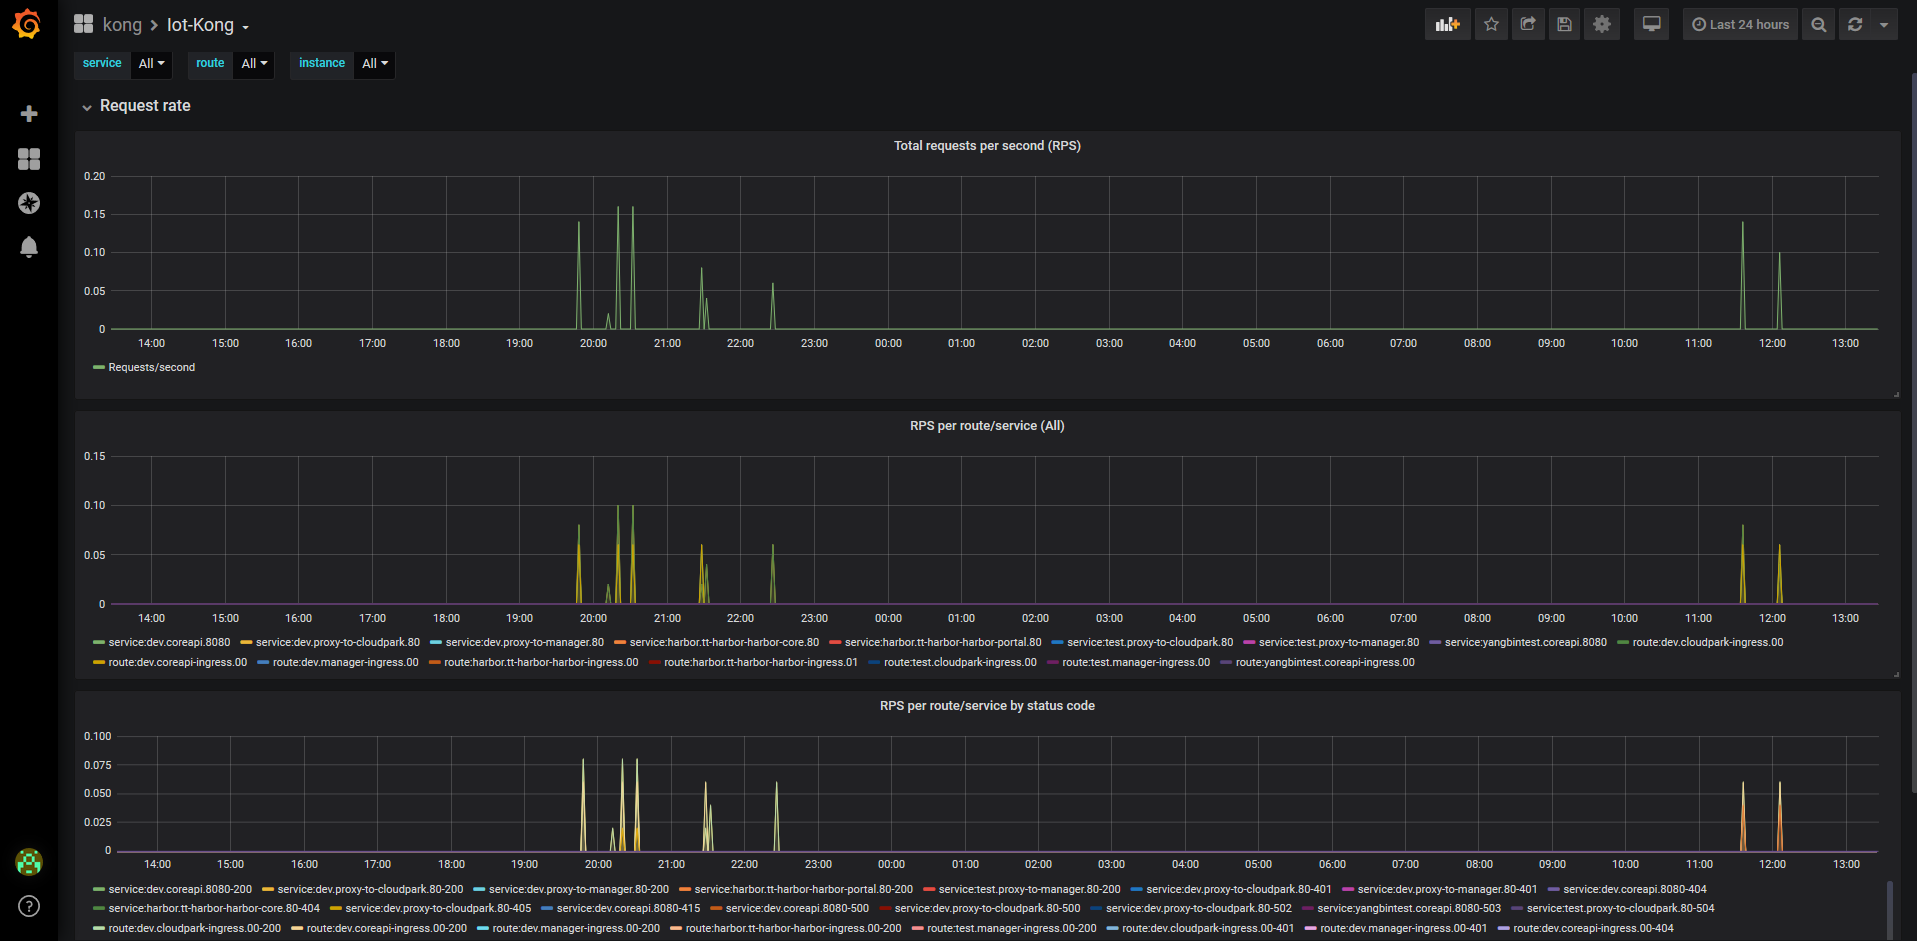 kong > Iot-Kong
Last 24 hours
service All route All instance All
Request rate
Total requests per second (RPS)
0.20
0.15
0.10
0.05
0
14:00 15:00 16:00 17:00 18:00 19:00 20:00 21:00 22:00 23:00 00:00 01:00 02:00 03:00 04:00 05:00 06:00 07:00 08:00 09:00 10:00 11:00 12:00 13:00
Requests/second
RPS per route/service (All)
0.15
0.10
0.05
0
14:00 15:00 16:00 17:00 18:00 19:00 20:00 21:00 22:00 23:00 00:00 01:00 02:00 03:00 04:00 05:00 06:00 07:00 08:00 09:00 10:00 11:00 12:00 13:00
service:dev.coreapi.8080 service:dev.proxy-to-cloudpark.80 service:dev.proxy-to-manager.80 service:harbor.tt-harbor-harbor-core.80 service:harbor.tt-harbor-harbor-portal.80 service:test.proxy-to-cloudpark.80 service:test.proxy-to-manager.80 service:yangbintest.coreapi.8080 route:dev.cloudpark-ingress.00
route:dev.coreapi-ingress.00 route:dev.manager-ingress.00 route:harbor.tt-harbor-harbor-ingress.00 route:harbor.tt-harbor-harbor-ingress.01 route:test.cloudpark-ingress.00 route:test.manager-ingress.00 route:yangbintest.coreapi-ingress.00
RPS per route/service by status code
0.100
0.075
0.050
0.025
0
14:00 15:00 16:00 17:00 18:00 19:00 20:00 21:00 22:00 23:00 00:00 01:00 02:00 03:00 04:00 05:00 06:00 07:00 08:00 09:00 10:00 11:00 12:00 13:00
service:dev.coreapi.8080-200 service:dev.proxy-to-cloudpark.80-200 service:dev.proxy-to-manager.80-200 service:harbor.tt-harbor-harbor-portal.80-200 service:test.proxy-to-manager.80-200 service:dev.proxy-to-cloudpark.80-401 service:dev.proxy-to-manager.80-401 service:dev.coreapi.8080-404
service:harbor.tt-harbor-harbor-core.80-404 service:dev.proxy-to-cloudpark.80-405 service:dev.coreapi.8080-415 service:dev.coreapi.8080-500 service:dev.proxy-to-cloudpark.80-500 service:dev.proxy-to-cloudpark.80-502 service:yangbintest.coreapi.8080-503 service:test.proxy-to-cloudpark.80-504
route:dev.cloudpark-ingress.00-200 route:dev.coreapi-ingress.00-200 route:dev.manager-ingress.00-200 route:harbor.tt-harbor-harbor-ingress.00-200 route:test.manager-ingress.00-200 route:dev.cloudpark-ingress.00-401 route:dev.manager-ingress.00-401 route:dev.coreapi-ingress.00-404